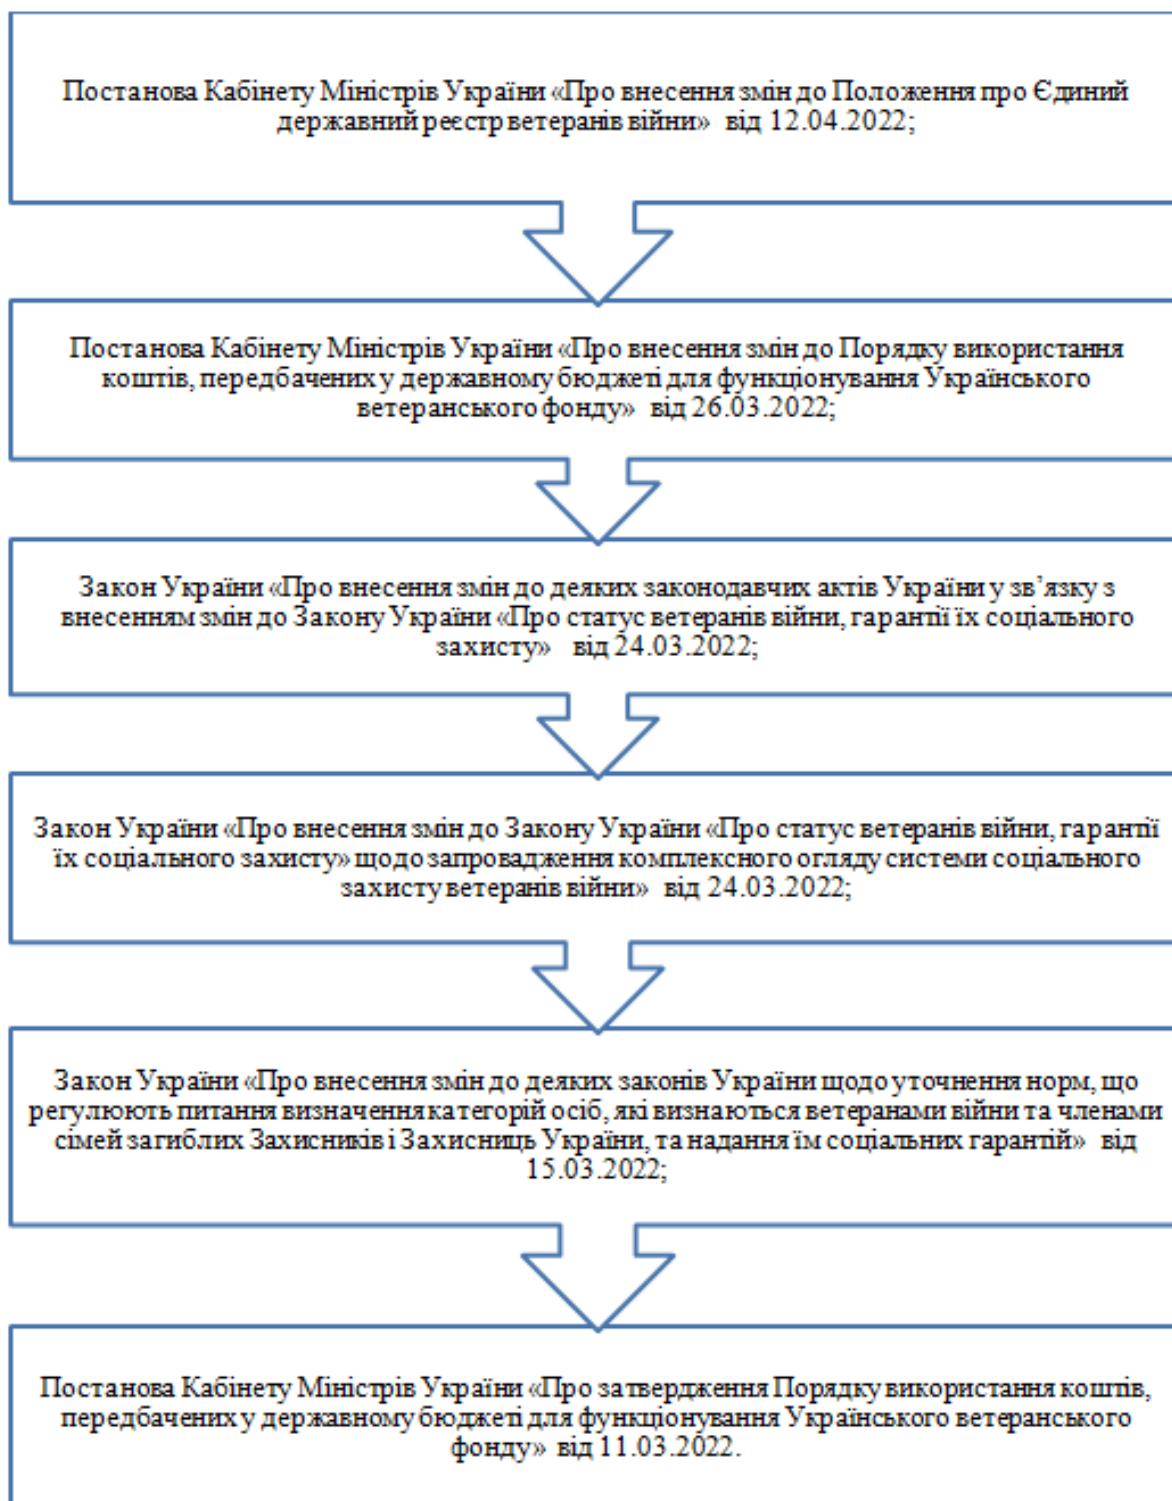 Постанова Кабінету Міністрів України «Про внесення змін до Положення про Єдиний
державний реєстр ветеранів війни» від 12.04.2022;
Постанова Кабінету Міністрів України «Про внесення змін до Порядку використання
коштів, передбачених у державному бюджеті для функціонування Українського
ветеранського фонду» від 26.03.2022;
Закон України «Про внесення змін до деяких законодавчих актів України у зв’язку з
внесенням змін до Закону України «Про статус ветеранів війни, гарантії їх соціального
захисту» від 24.03.2022;
Закон України «Про внесення змін до Закону України «Про статус ветеранів війни, гарантії
їх соціального захисту» щодо запровадження комплексного огляду системи соціального
захисту ветеранів війни» від 24.03.2022;
Закон України «Про внесення змін до деяких законів України щодо уточнення норм, що
регулюють питання визначення категорій осіб, які визнаються ветеранами війни та членами
сімей загиблих Захисників і Захисниць України, та надання їм соціальних гарантій» від
15.03.2022;
Постанова Кабінету Міністрів України «Про затвердження Порядку використання коштів,
передбачених у державному бюджеті для функціонування Українського ветеранського
фонду» від 11.03.2022.